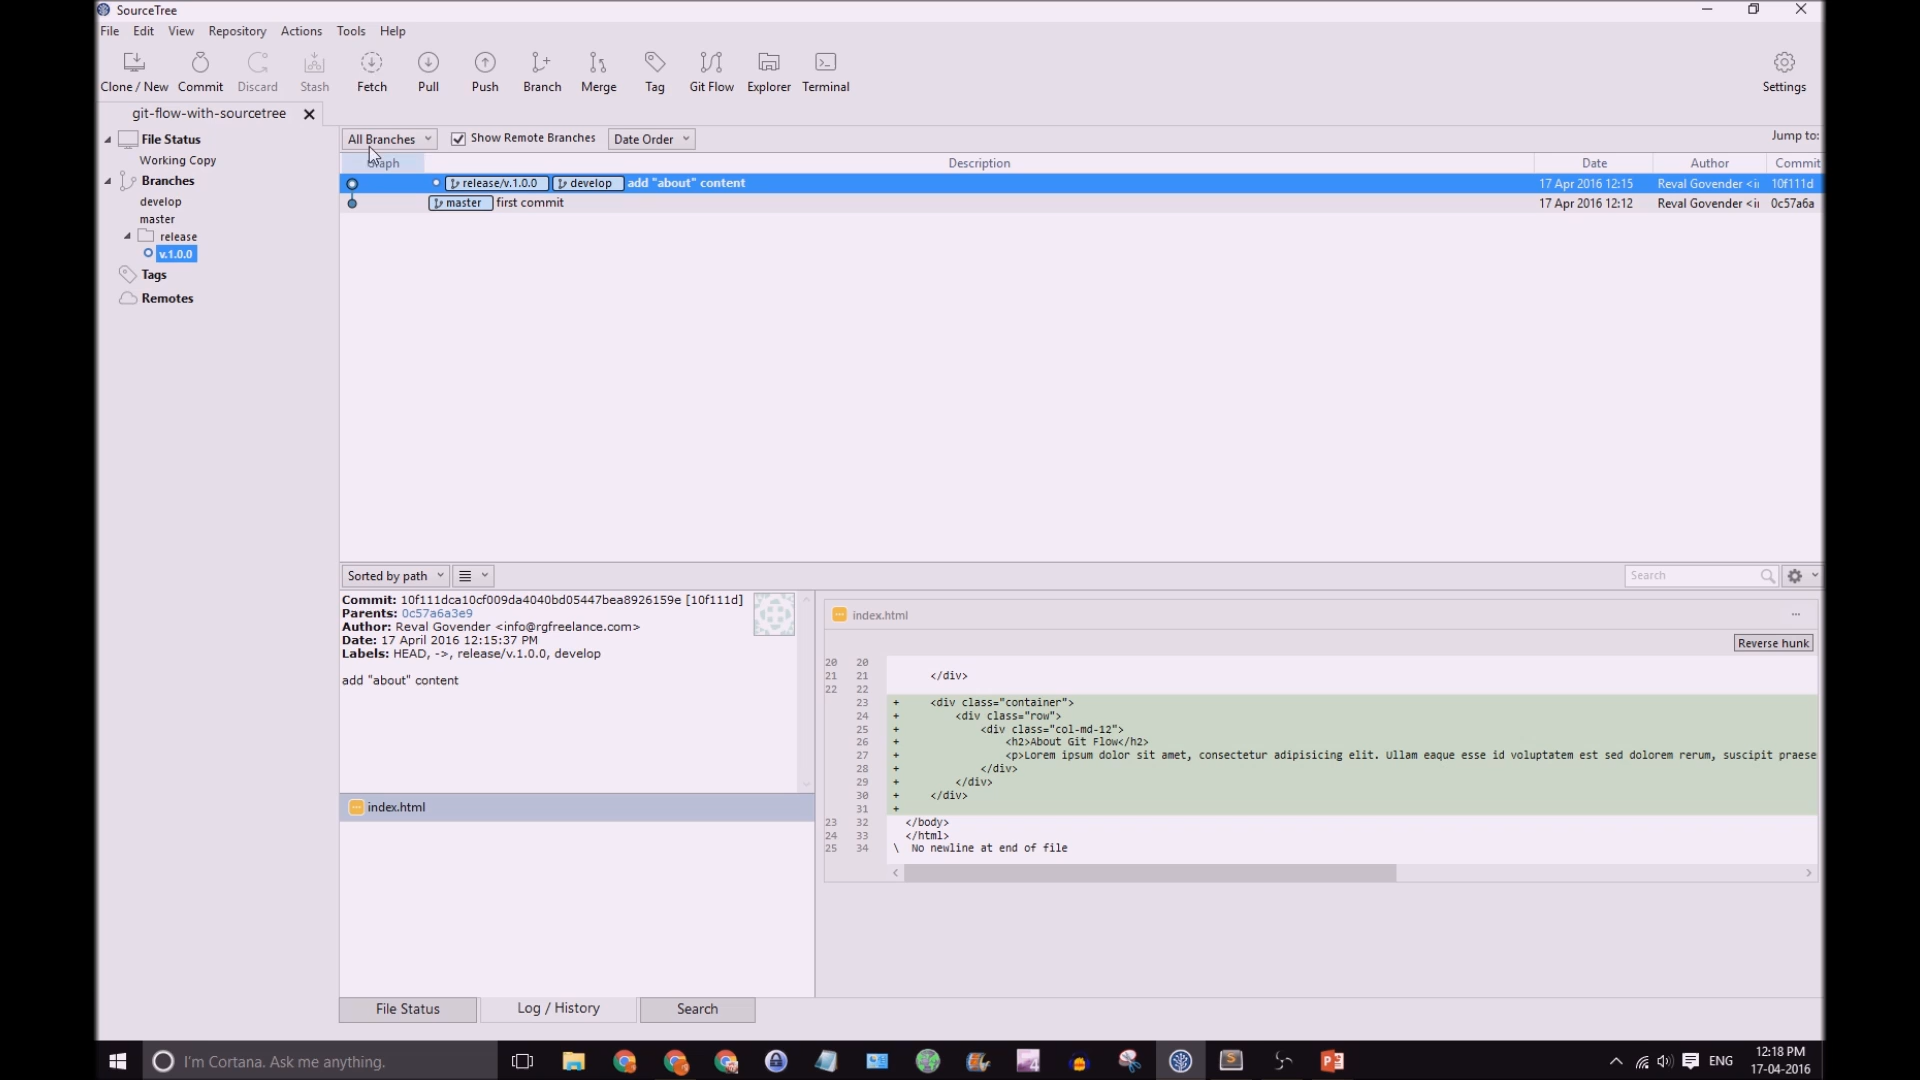 SourceTree
File Edit View Repository Actions Tools Help
Clone / New Commit Discard Stash Fetch Pull Push Branch Merge Tag Git Flow Explorer Terminal Settings
git-flow-with-sourcetree
File Status
Working Copy
Branches
develop
master
release
v.1.0.0
Tags
Remotes
All Branches Show Remote Branches Date Order Jump to:
Graph Description Date Author Commit
release/v.1.0.0 develop add "about" content 17 Apr 2016 12:15 Reval Govender <i 10f111d
master first commit 17 Apr 2016 12:12 Reval Govender <i 0c57a6a
Sorted by path Search
Commit: 10f111dca10cf009da4040bd05447bea8926159e [10f111d]
Parents: 0c57a6a3e9
Author: Reval Govender <info@rgfreelance.com>
Date: 17 April 2016 12:15:37 PM
Labels: HEAD, ->, release/v.1.0.0, develop
add "about" content
index.html
index.html
Reverse hunk
20 20
21 21 </div>
22 22
23 + <div class="container">
24 + <div class="row">
25 + <div class="col-md-12">
26 + <h2>About Git Flow</h2>
27 + <p>Lorem ipsum dolor sit amet, consectetur adipisicing elit. Ullam eaque esse id voluptatem est sed dolorem rerum, suscipit praese
28 + </div>
29 + </div>
30 + </div>
31 +
23 32 </body>
24 33 </html>
25 34 \ No newline at end of file
File Status Log / History Search
I'm Cortana. Ask me anything.
ENG
12:18 PM
17-04-2016